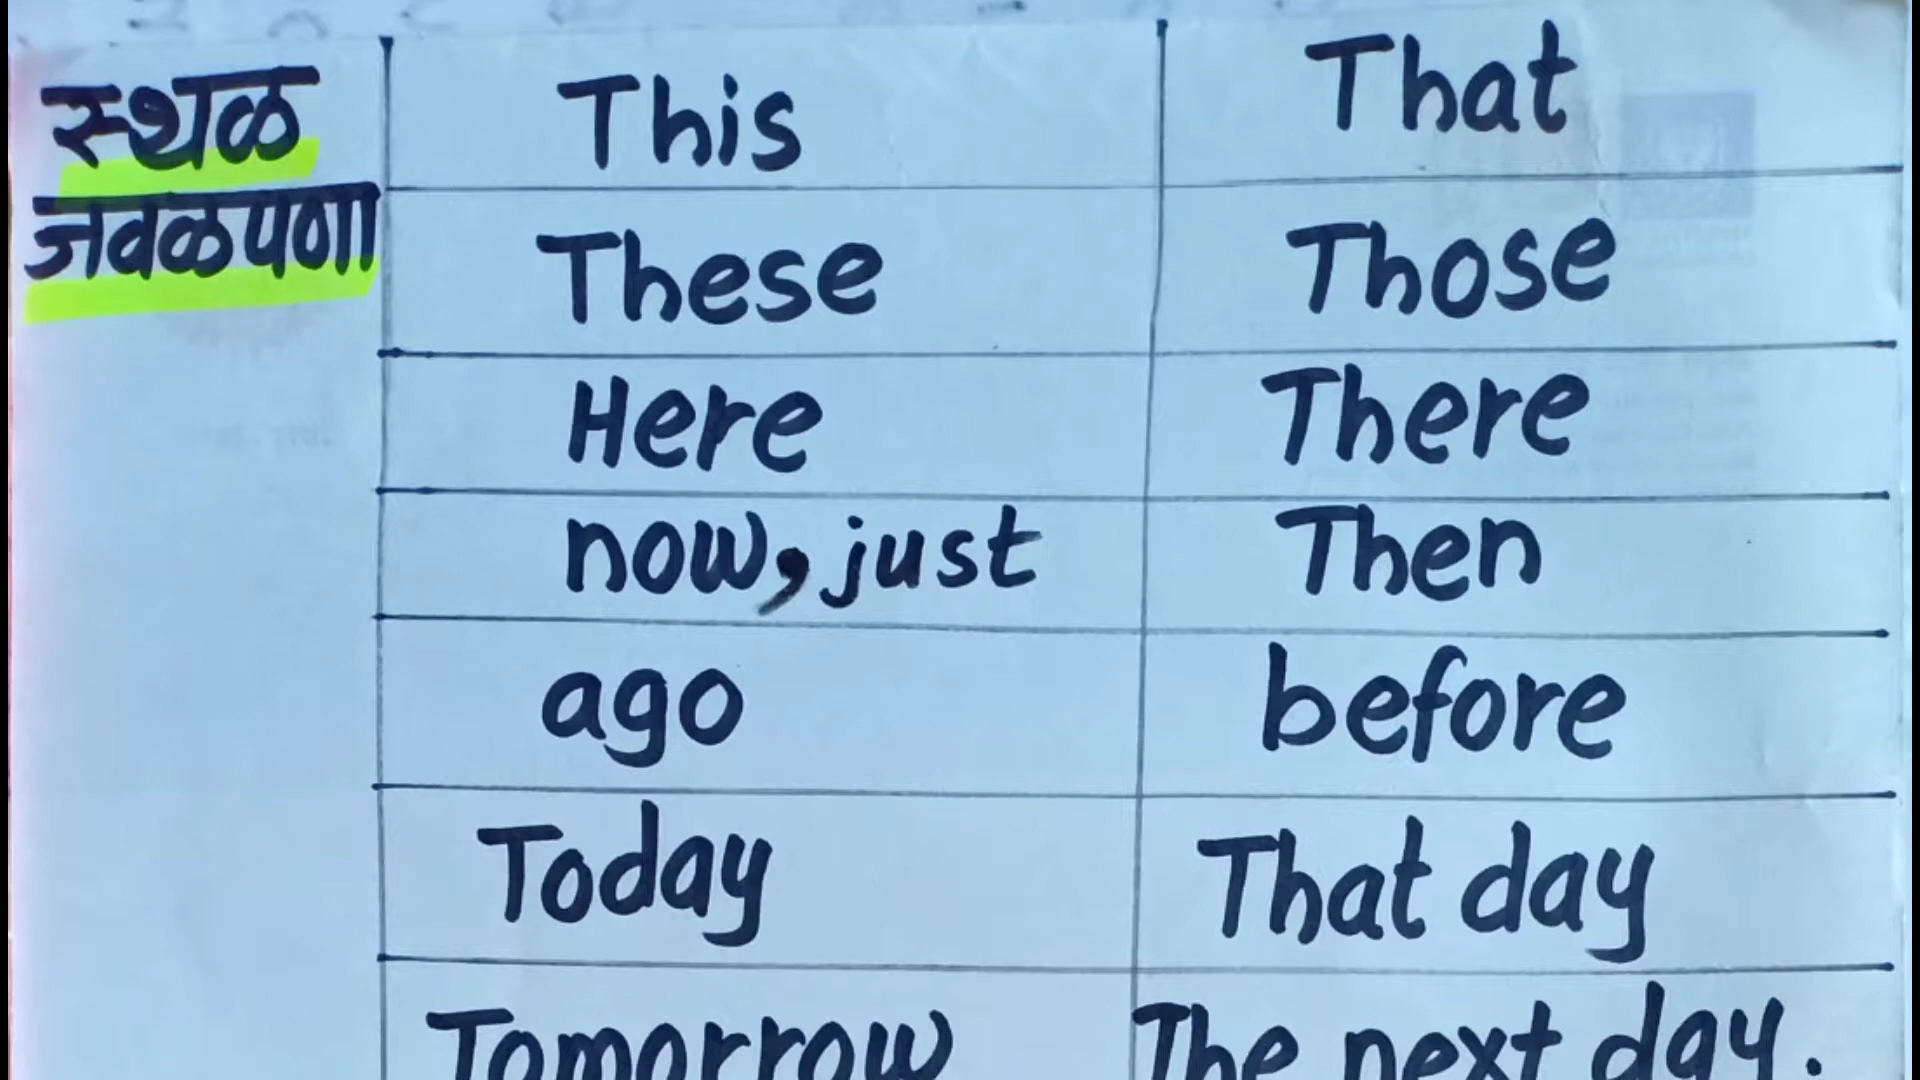 स्थळ This That
जवळपणा These Those
Here There
now, just Then
ago before
Today That day
Tomorrow The next day.